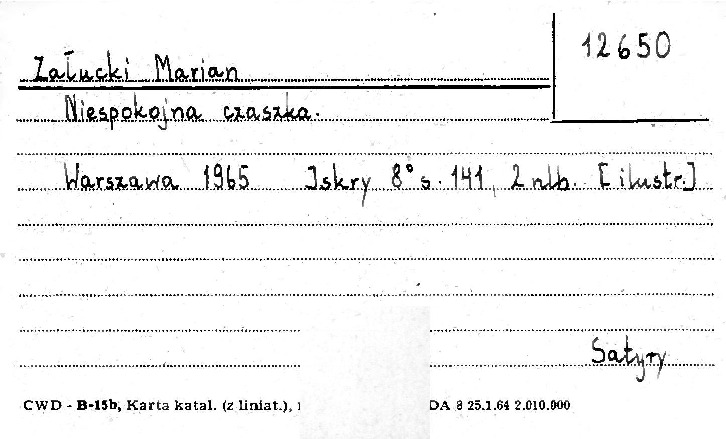 12650
Załucki Marian
Niespokojna czaszka.
Warszawa 1965 Iskry 8° s. 141, 2 nlb. [ilustr.]
Satyry
CWD - B-15b, Karta katal. (z liniat.), DA 8 25.1.64 2.010.000